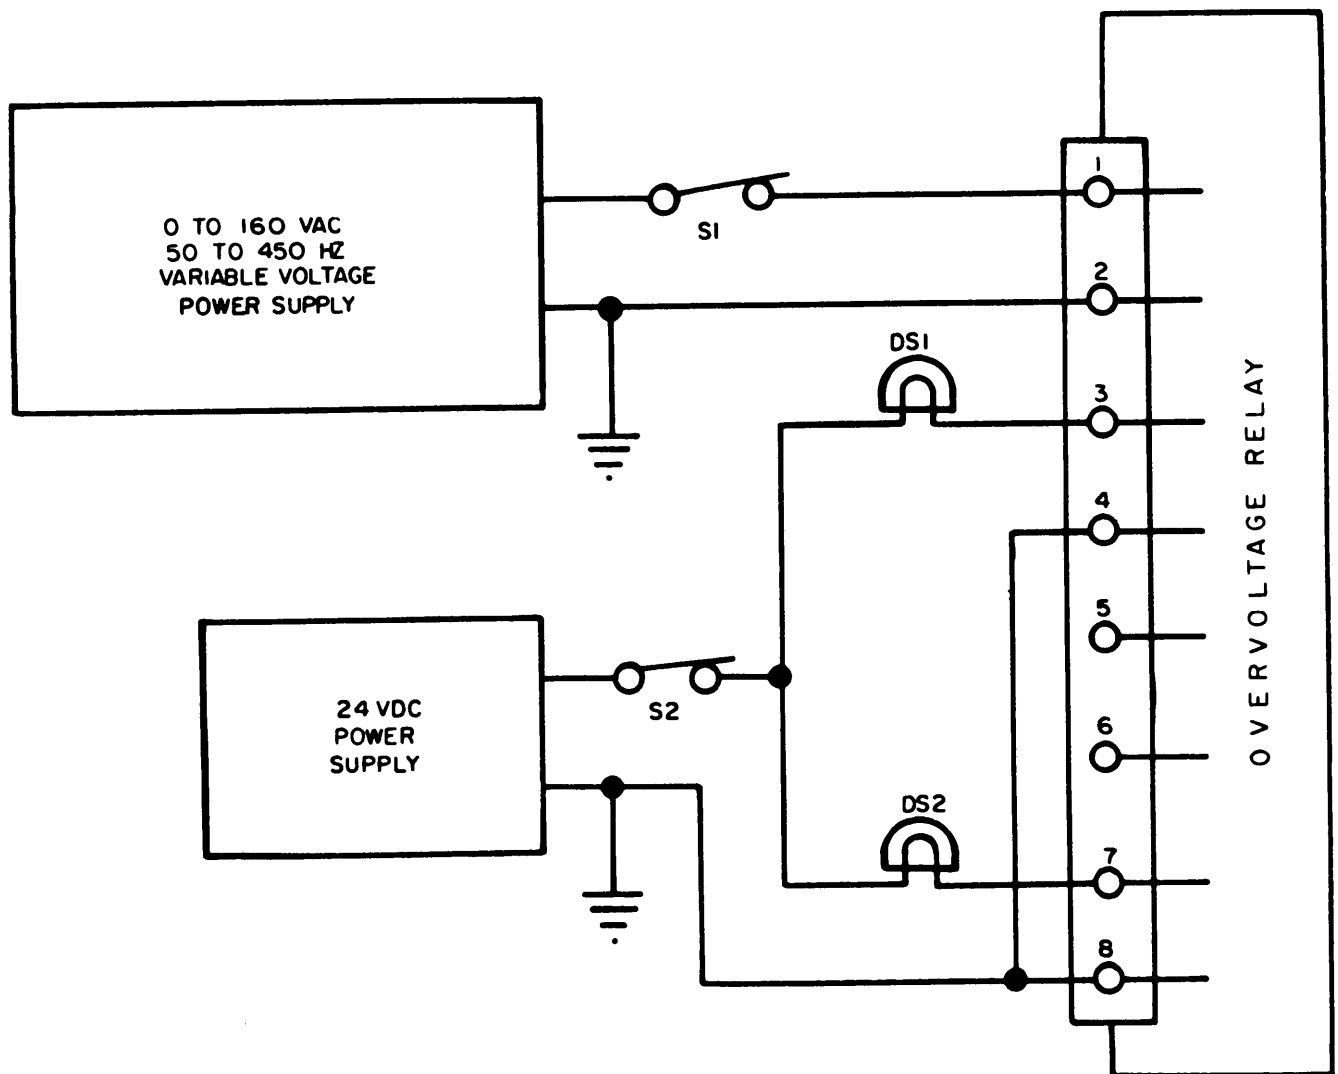 0 TO 160 VAC
50 TO 450 HZ
VARIABLE VOLTAGE
POWER SUPPLY
S1
1
2
DS1
3
4
5
6
7
8
OVERVOLTAGE RELAY
24 VDC
POWER
SUPPLY
S2
DS2